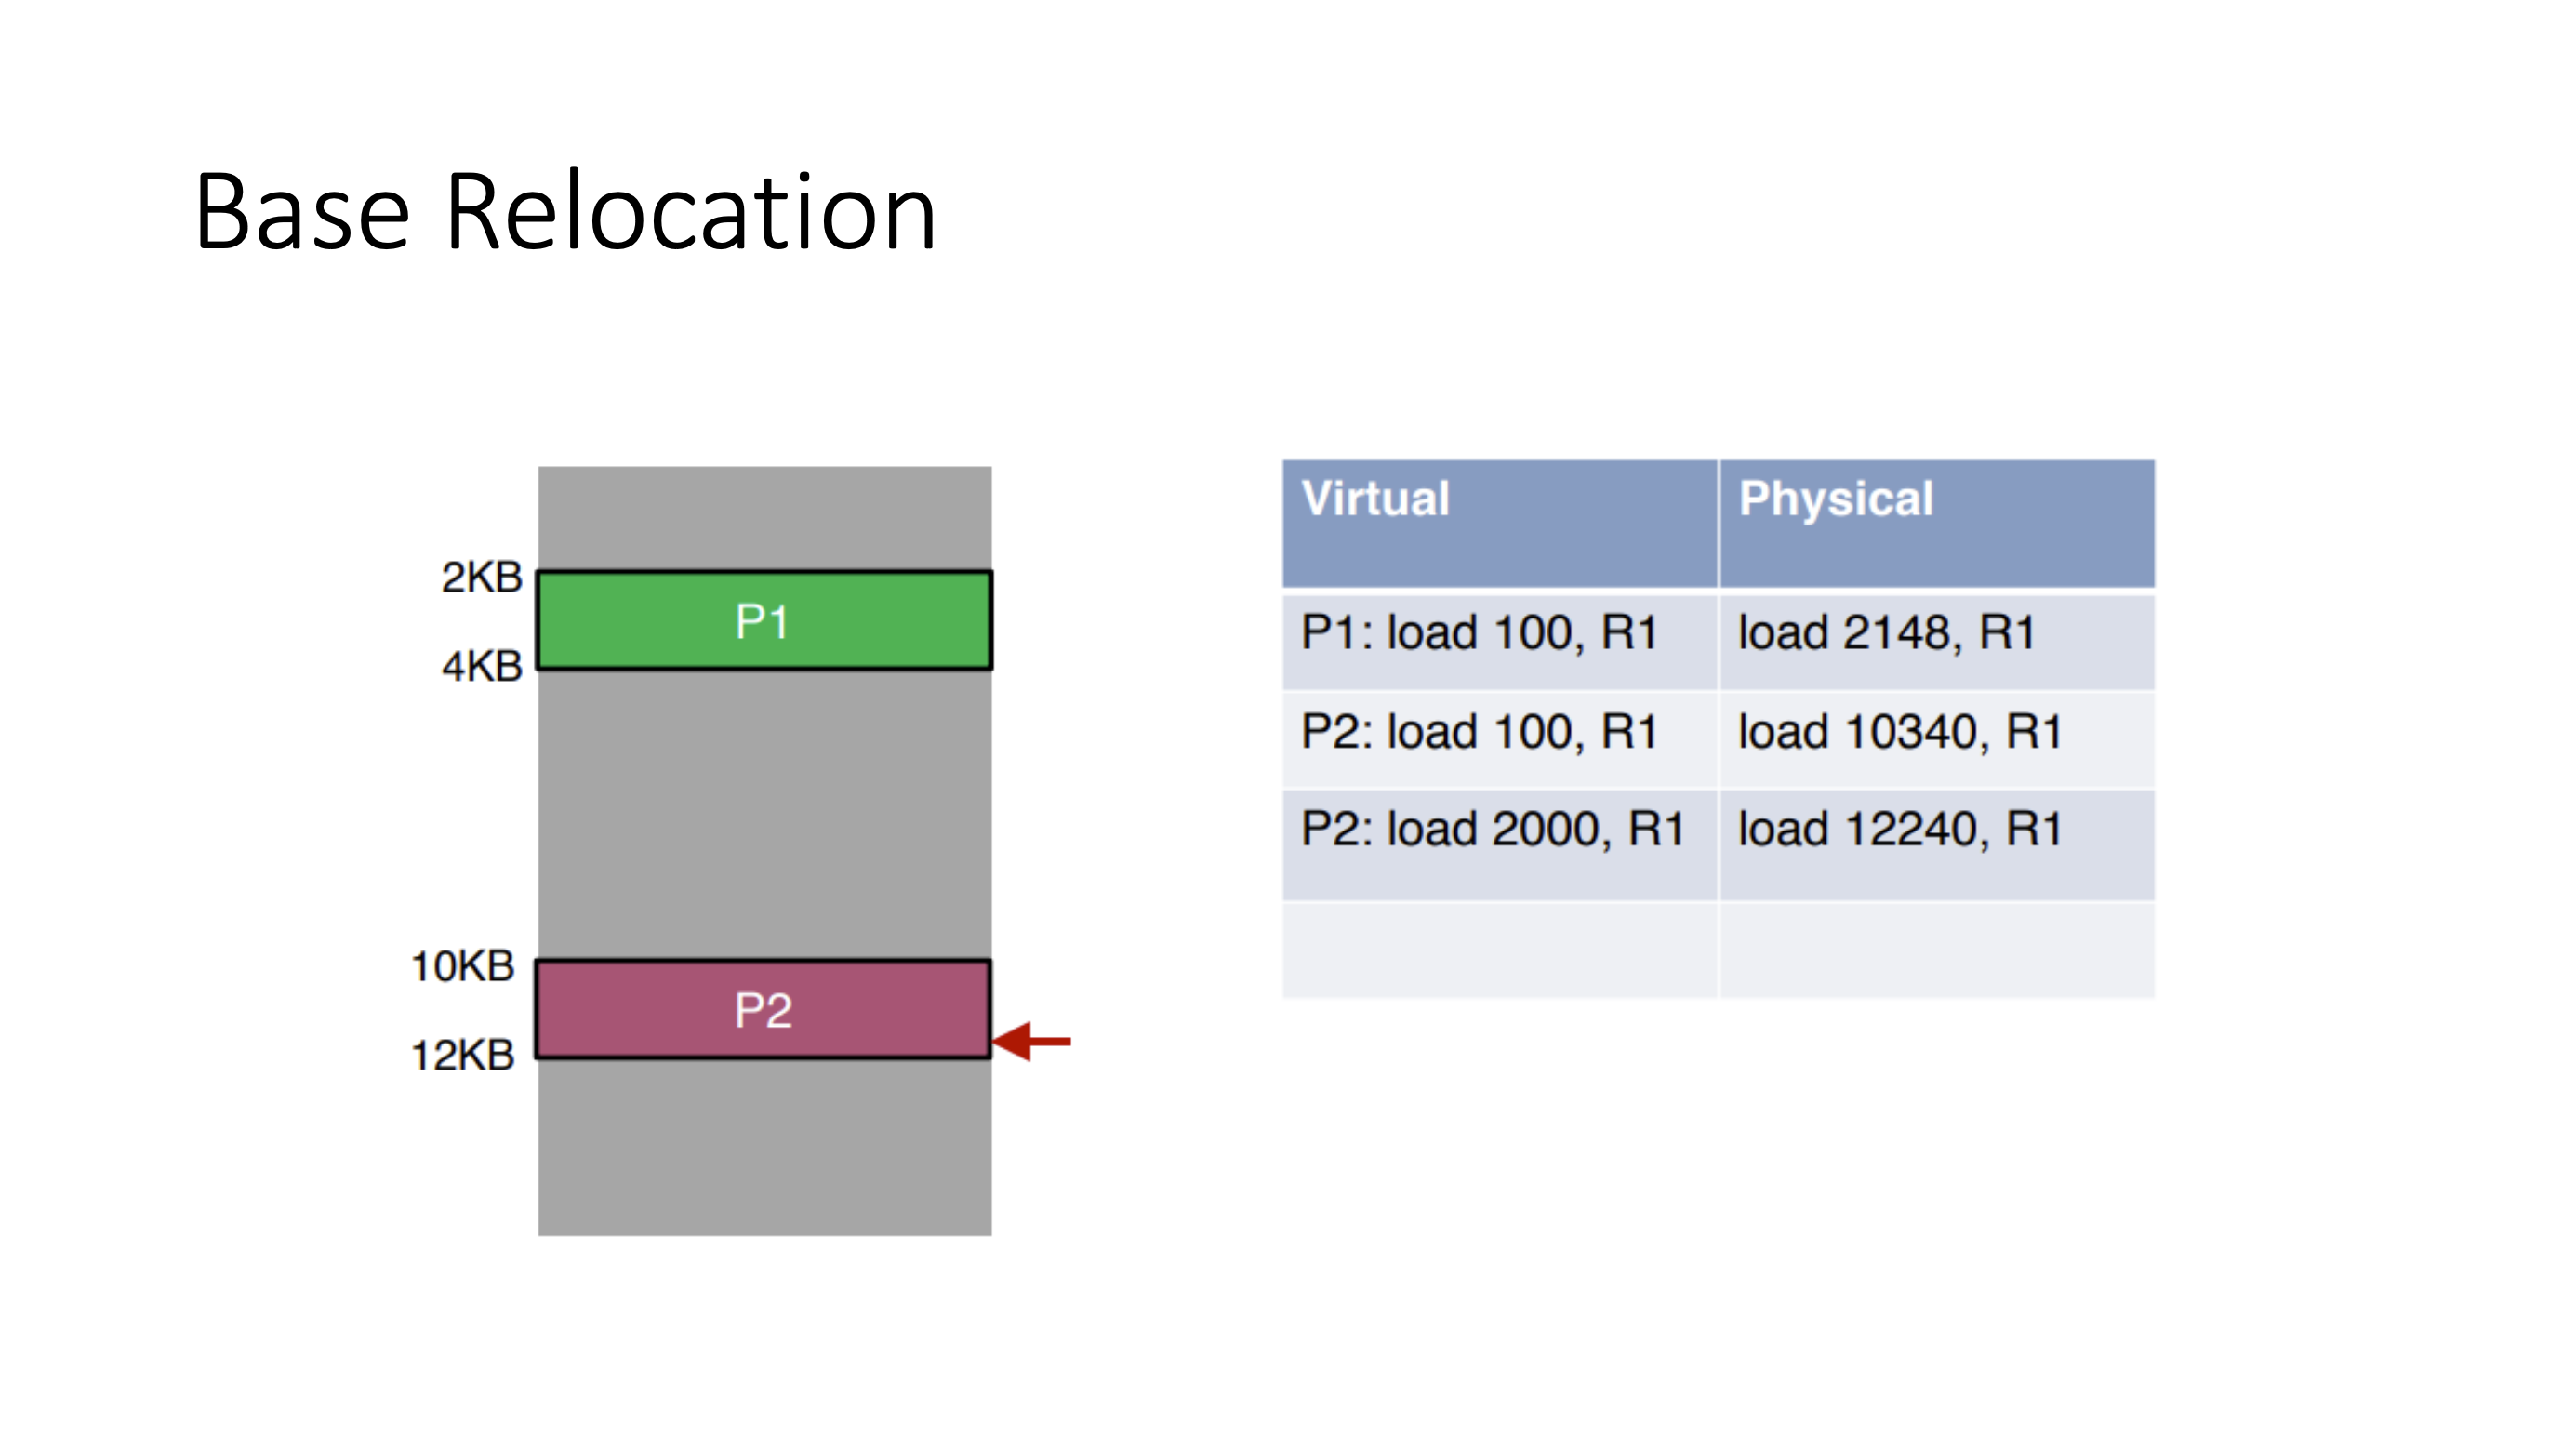 Base Relocation
2KB
P1
4KB
10KB
P2
12KB
Virtual Physical
P1: load 100, R1 load 2148, R1
P2: load 100, R1 load 10340, R1
P2: load 2000, R1 load 12240, R1